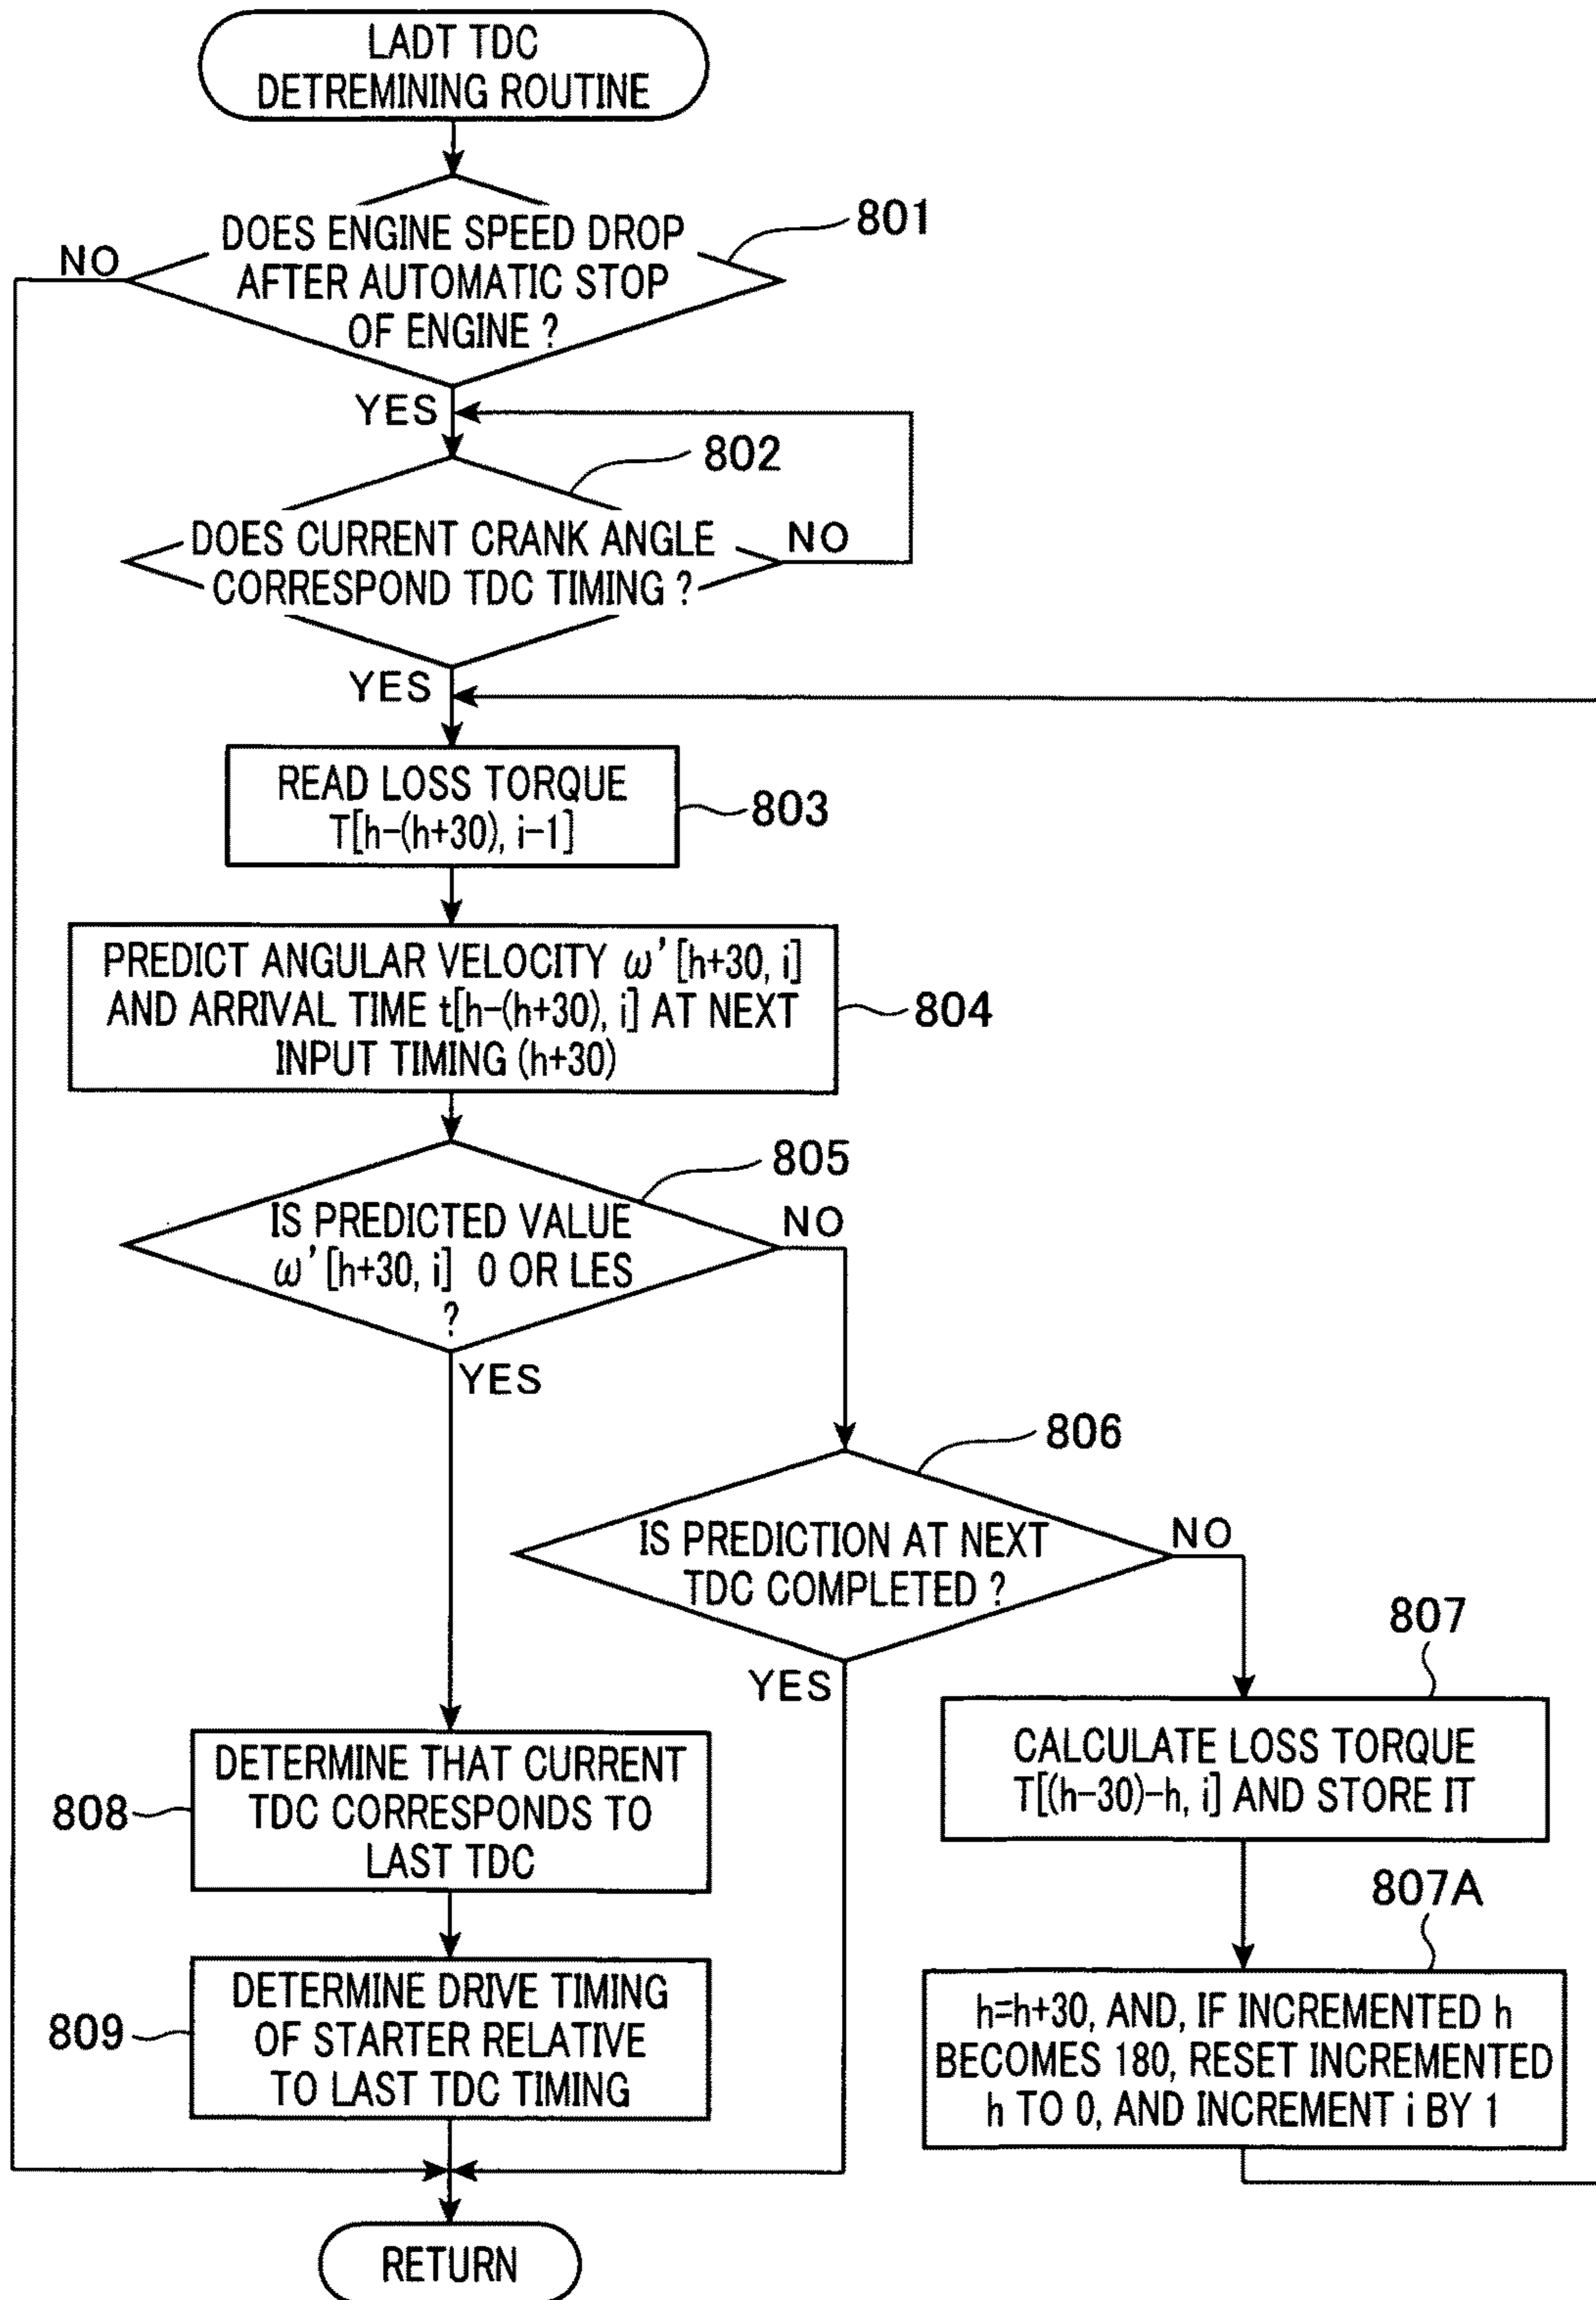 LADT TDC
DETREMINING ROUTINE
DOES ENGINE SPEED DROP
AFTER AUTOMATIC STOP
OF ENGINE ?
801
NO
YES
802
DOES CURRENT CRANK ANGLE
CORRESPOND TDC TIMING ?
NO
YES
READ LOSS TORQUE
T[h-(h+30), i-1]
803
PREDICT ANGULAR VELOCITY ω'[h+30, i]
AND ARRIVAL TIME t[h-(h+30), i] AT NEXT
INPUT TIMING (h+30)
804
805
IS PREDICTED VALUE
ω'[h+30, i] 0 OR LES
?
NO
YES
806
IS PREDICTION AT NEXT
TDC COMPLETED ?
NO
YES
807
CALCULATE LOSS TORQUE
T[(h-30)-h, i] AND STORE IT
807A
h=h+30, AND, IF INCREMENTED h
BECOMES 180, RESET INCREMENTED
h TO 0, AND INCREMENT i BY 1
808
DETERMINE THAT CURRENT
TDC CORRESPONDS TO
LAST TDC
809
DETERMINE DRIVE TIMING
OF STARTER RELATIVE
TO LAST TDC TIMING
RETURN